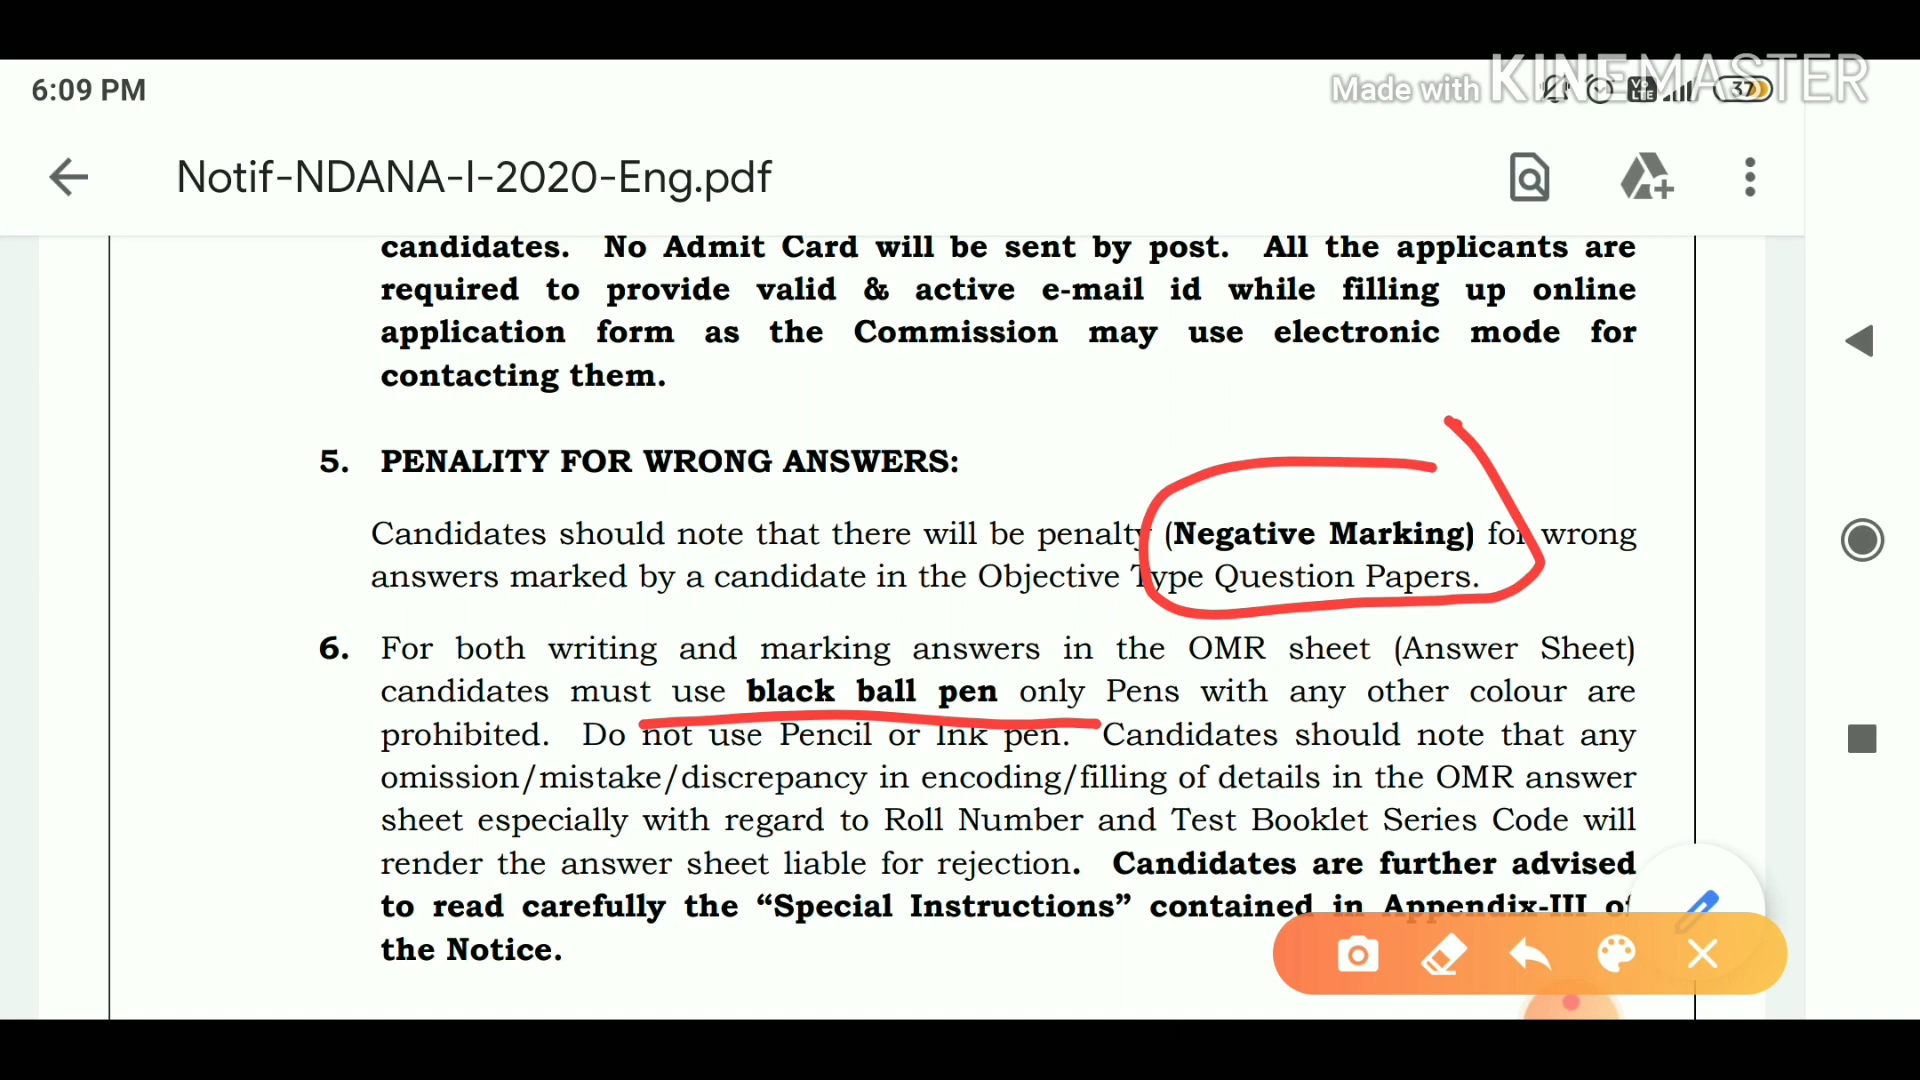 6:09 PM
Made with KINEMASTER
Vo LTE
37
Notif-NDANA-I-2020-Eng.pdf
candidates. No Admit Card will be sent by post. All the applicants are
required to provide valid & active e-mail id while filling up online
application form as the Commission may use electronic mode for
contacting them.
5. PENALITY FOR WRONG ANSWERS:
Candidates should note that there will be penalty (Negative Marking) for wrong
answers marked by a candidate in the Objective Type Question Papers.
6. For both writing and marking answers in the OMR sheet (Answer Sheet)
candidates must use black ball pen only Pens with any other colour are
prohibited. Do not use Pencil or Ink pen. Candidates should note that any
omission/mistake/discrepancy in encoding/filling of details in the OMR answer
sheet especially with regard to Roll Number and Test Booklet Series Code will
render the answer sheet liable for rejection. Candidates are further advised
to read carefully the “Special Instructions” contained in Appendix-III of
the Notice.